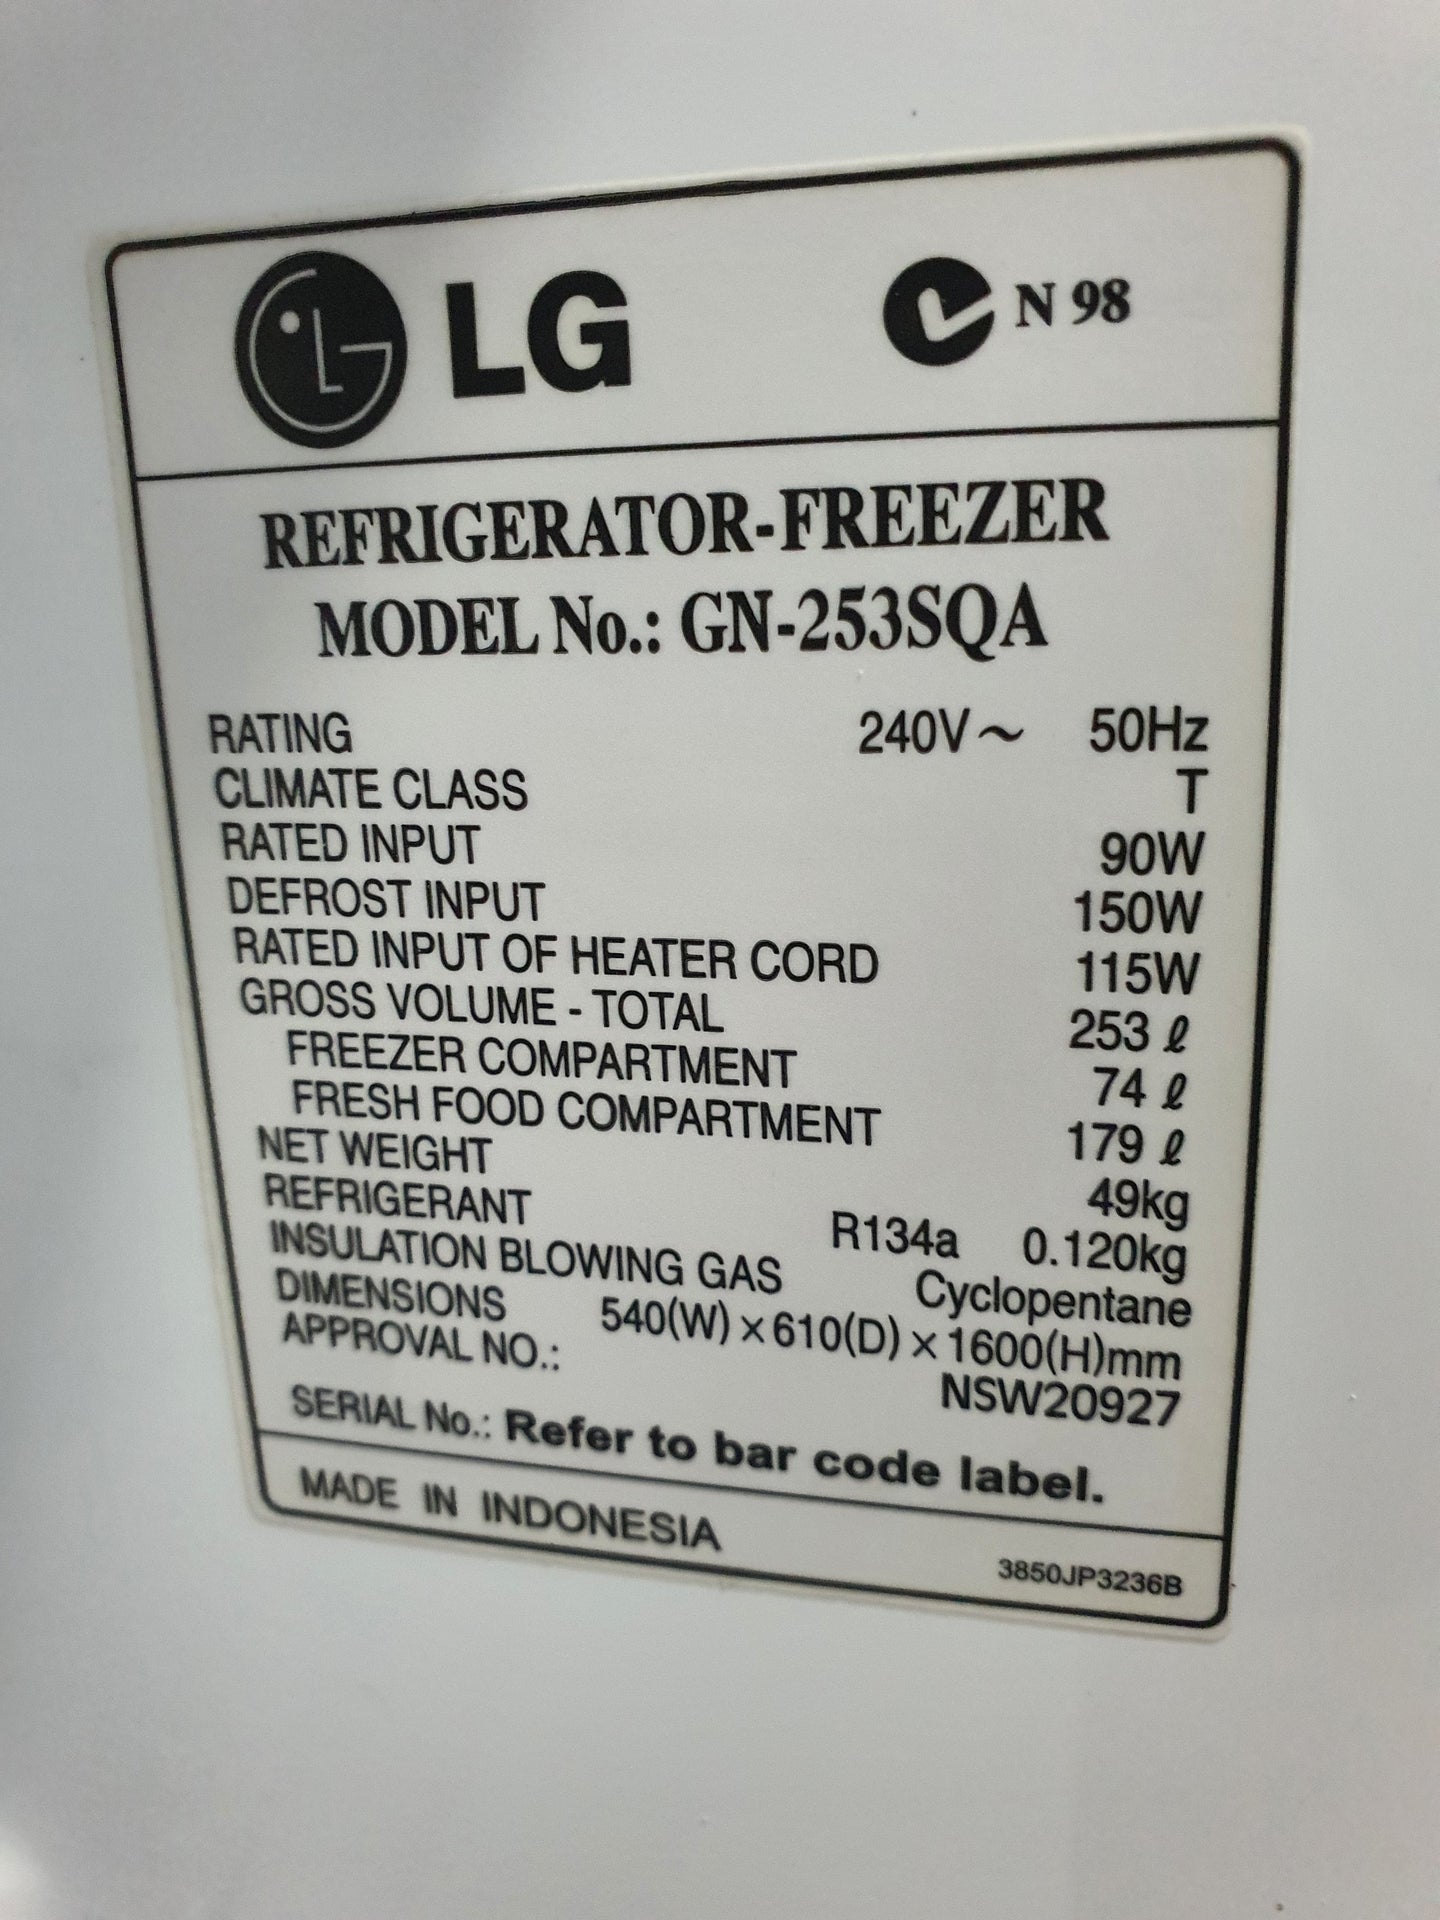 LG N 98
REFRIGERATOR-FREEZER
MODEL No.: GN-253SQA
RATING 240V~ 50Hz
CLIMATE CLASS T
RATED INPUT 90W
DEFROST INPUT 150W
RATED INPUT OF HEATER CORD 115W
GROSS VOLUME - TOTAL 253 ℓ
FREEZER COMPARTMENT 74 ℓ
FRESH FOOD COMPARTMENT 179 ℓ
NET WEIGHT 49kg
REFRIGERANT R134a 0.120kg
INSULATION BLOWING GAS Cyclopentane
DIMENSIONS 540(W)×610(D)×1600(H)mm
APPROVAL NO.: NSW20927
SERIAL No.: Refer to bar code label.
MADE IN INDONESIA
3850JP3236B